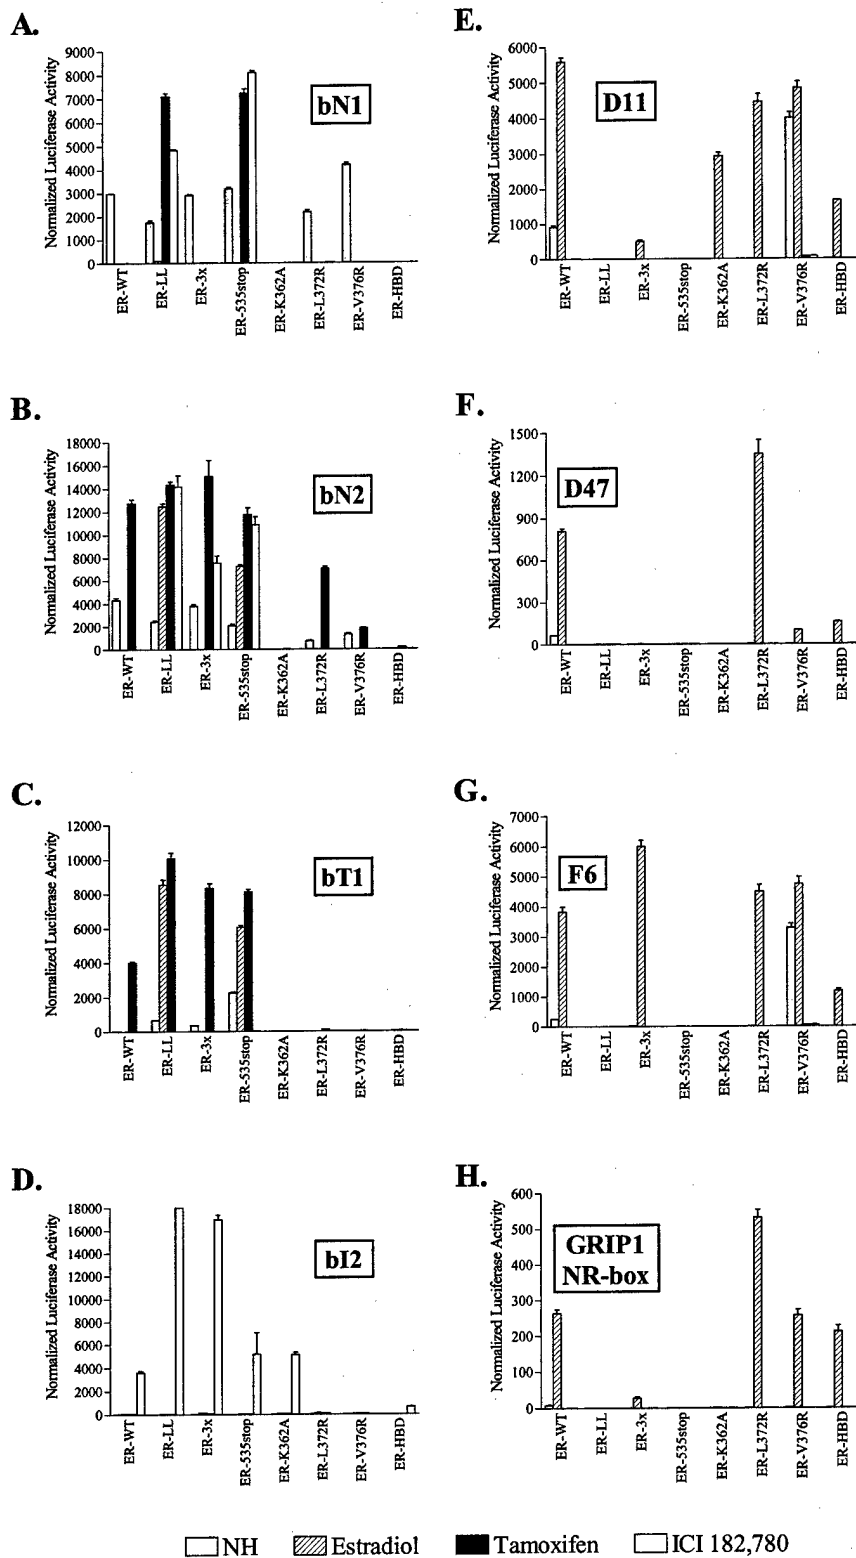 A.
Normalized Luciferase Activity
9000
8000
7000
6000
5000
4000
3000
2000
1000
0
bN1
ER-WT
ER-LL
ER-3x
ER-535stop
ER-K362A
ER-L372R
ER-V376R
ER-HBD
B.
Normalized Luciferase Activity
18000
16000
14000
12000
10000
8000
6000
4000
2000
0
bN2
ER-WT
ER-LL
ER-3x
ER-535stop
ER-K362A
ER-L372R
ER-V376R
ER-HBD
C.
Normalized Luciferase Activity
12000
10000
8000
6000
4000
2000
0
bT1
ER-WT
ER-LL
ER-3x
ER-535stop
ER-K362A
ER-L372R
ER-V376R
ER-HBD
D.
Normalized Luciferase Activity
18000
16000
14000
12000
10000
8000
6000
4000
2000
0
bI2
ER-WT
ER-LL
ER-3x
ER-535stop
ER-K362A
ER-L372R
ER-V376R
ER-HBD
E.
Normalized Luciferase Activity
6000
5000
4000
3000
2000
1000
0
D11
ER-WT
ER-LL
ER-3x
ER-535stop
ER-K362A
ER-L372R
ER-V376R
ER-HBD
F.
Normalized Luciferase Activity
1500
1200
900
600
300
0
D47
ER-WT
ER-LL
ER-3x
ER-535stop
ER-K362A
ER-L372R
ER-V376R
ER-HBD
G.
Normalized Luciferase Activity
7000
6000
5000
4000
3000
2000
1000
0
F6
ER-WT
ER-LL
ER-3x
ER-535stop
ER-K362A
ER-L372R
ER-V376R
ER-HBD
H.
Normalized Luciferase Activity
600
500
400
300
200
100
0
GRIP1
NR-box
ER-WT
ER-LL
ER-3x
ER-535stop
ER-K362A
ER-L372R
ER-V376R
ER-HBD
NH Estradiol Tamoxifen ICI 182,780